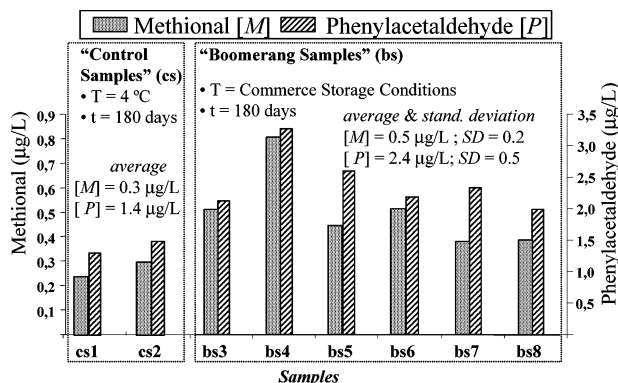 Methional [M] Phenylacetaldehyde [P]
“Control
Samples” (cs)
• T = 4 ºC
• t = 180 days
average
[M] = 0.3 µg/L
[ P] = 1.4 µg/L
“Boomerang Samples” (bs)
• T = Commerce Storage Conditions
• t = 180 days
average & stand. deviation
[M] = 0.5 µg/L ; SD = 0.2
[ P] = 2.4 µg/L; SD = 0.5
Methional (µg/L)
0,9
0,8
0,7
0,6
0,5
0,4
0,3
0,2
0,1
Phenylacetaldehyde (µg/L)
3,5
3,0
2,5
2,0
1,5
1,0
0,5
cs1 cs2 bs3 bs4 bs5 bs6 bs7 bs8
Samples